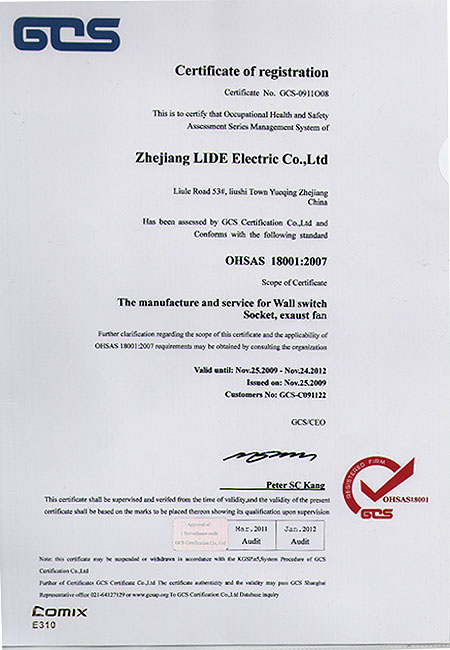 GCS
Certificate of registration
Certificate No. GCS-0911O08
This is to certify that Occupational Health and Safety
Assessment Series Management System of
Zhejiang LIDE Electric Co.,Ltd
Liule Road 53#, liushi Town Yueqing Zhejiang
China
Has been assessed by GCS Certification Co.,Ltd and
Conforms with the following standard
OHSAS 18001:2007
Scope of Certificate
The manufacture and service for Wall switch
Socket, exaust fan
Further clarification regarding the scope of this certificate and the applicability of
OHSAS 18001:2007 requirements may be obtained by consulting the organization
Valid until: Nov.25.2009 - Nov.24.2012
Issued on: Nov.25.2009
Customers No: GCS-C091122
GCS/CEO
Peter SC Kang
REGISTERED FIRM
OHSAS18001
GCS
This certificate shall be supervised and verifed from the time of validity,and the validity of the present
certificate shall be based on the marks to be placed thereon showing its qualification upon supervision
Approval of
1 Surveillance audit
GCS Certification Co., Ltd
Mar.2011
Audit
Jan.2012
Audit
Note: this certificate may be suspended or withdrawn in accordance with the KGSP.n5,System Procedure of GCS
Certification Co.,Ltd
Further of Certificates GCS Certificate Co.,Ltd The certificate authenticity and the validity may pass GCS Shanghai
Representative office 021-64127129 or www.gcsap.org To GCS Certification Co.,Ltd Database inquiry
COMIX
E310